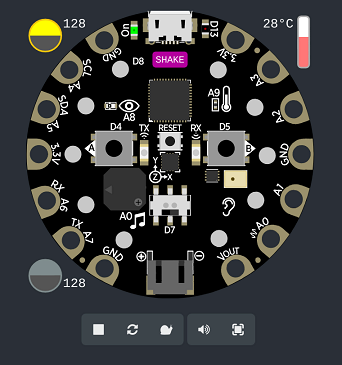 128
28°C
ON
D13
GND
3.3V
D8
SHAKE
SCL A4
A2
A8
A9
SDA A5
A3
D4
TX
RESET
RX
D5
3.3V
A
B
GND
Y
Z
X
RX A6
A1
A0
D7
TX A7
A0
GND
VOUT
128